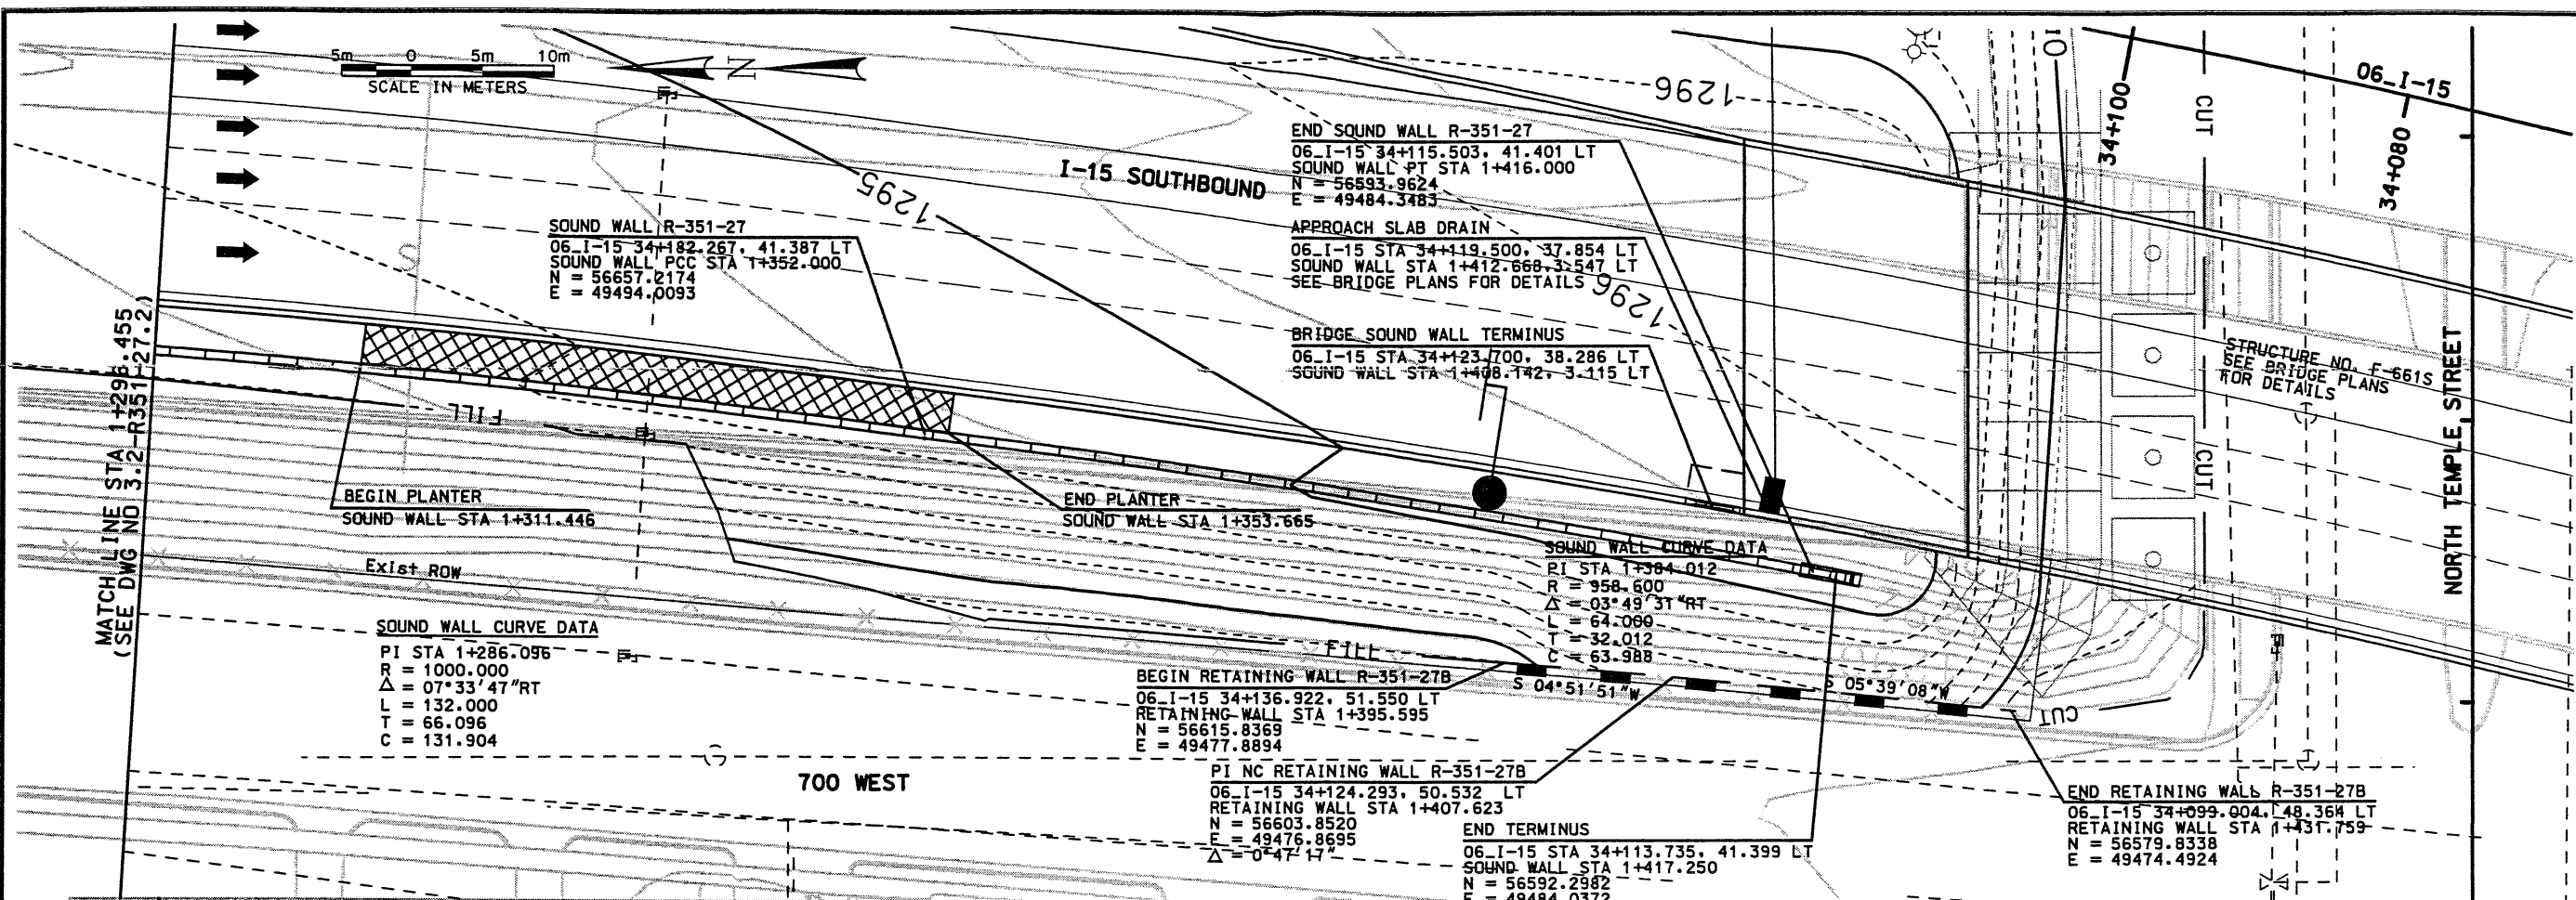 5m 0 5m 10m
SCALE IN METERS
N
MATCH LINE STA 1+293.455
(SEE DWG NO 3.2-R351-27.2)
I-15 SOUTHBOUND
1295
1296
1296
SOUND WALL R-351-27
06_I-15 34+182.267, 41.387 LT
SOUND WALL PCC STA 1+352.000
N = 56657.2174
E = 49494.0093
END SOUND WALL R-351-27
06_I-15 34+115.503, 41.401 LT
SOUND WALL PT STA 1+416.000
N = 56593.9624
E = 49484.3483
APPROACH SLAB DRAIN
06_I-15 STA 34+119.500, 37.854 LT
SOUND WALL STA 1+412.668, 3.547 LT
SEE BRIDGE PLANS FOR DETAILS
BRIDGE SOUND WALL TERMINUS
06_I-15 STA 34+123.700, 38.286 LT
SOUND WALL STA 1+408.142, 3.115 LT
34+100
06_I-15
34+080
CUT
CUT
STRUCTURE NO. F-661S
SEE BRIDGE PLANS
FOR DETAILS
NORTH TEMPLE STREET
FILL
BEGIN PLANTER
SOUND WALL STA 1+311.446
END PLANTER
SOUND WALL STA 1+353.665
Exist ROW
SOUND WALL CURVE DATA
PI STA 1+286.096
R = 1000.000
Δ = 07°33'47"RT
L = 132.000
T = 66.096
C = 131.904
SOUND WALL CURVE DATA
PI STA 1+384.012
R = 958.600
Δ = 03°49'31"RT
L = 64.000
T = 32.012
C = 63.988
FILL
S 04°51'51"W
S 05°39'08"W
CUT
BEGIN RETAINING WALL R-351-27B
06_I-15 34+136.922, 51.550 LT
RETAINING WALL STA 1+395.595
N = 56615.8369
E = 49477.8894
700 WEST
PI NC RETAINING WALL R-351-27B
06_I-15 34+124.293, 50.532 LT
RETAINING WALL STA 1+407.623
N = 56603.8520
E = 49476.8695
Δ = 0°47'17"
END TERMINUS
06_I-15 STA 34+113.735, 41.399 LT
SOUND WALL STA 1+417.250
N = 56592.2982
E = 49484.0372
END RETAINING WALL R-351-27B
06_I-15 34+099.004, 48.364 LT
RETAINING WALL STA 1+431.759
N = 56579.8338
E = 49474.4924